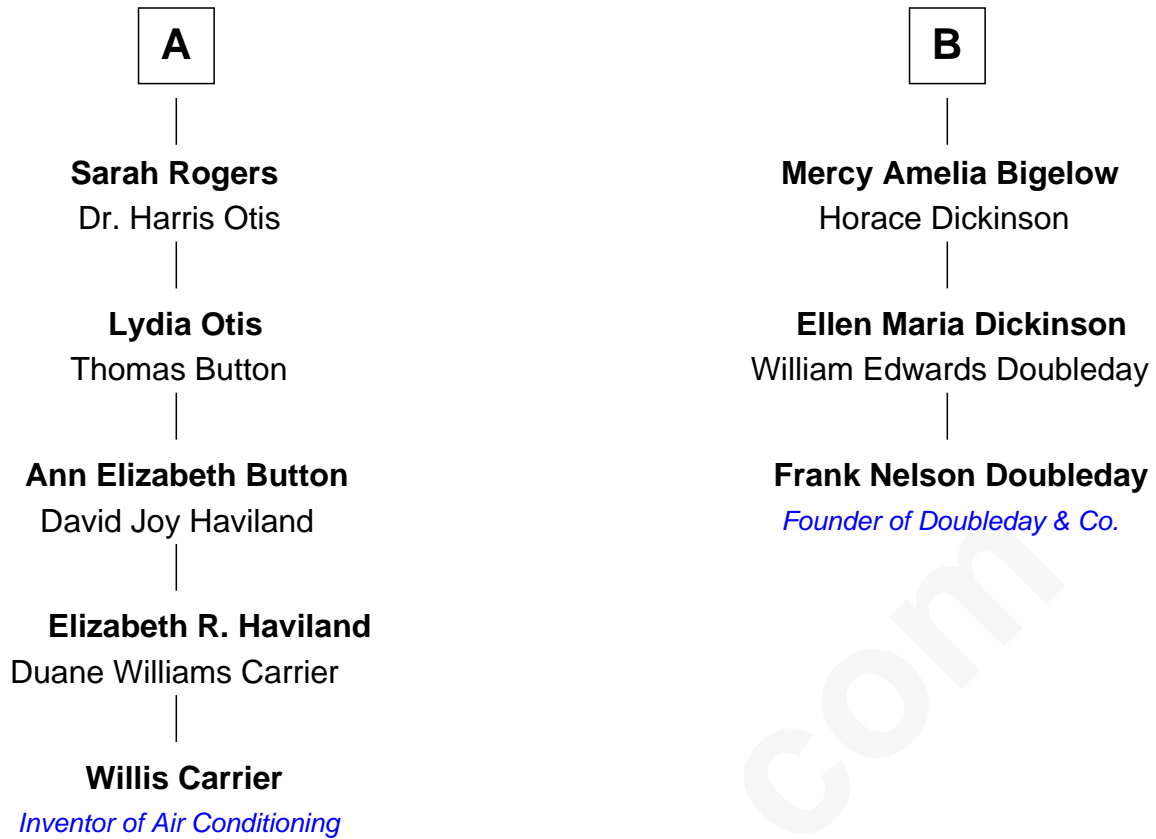 A
Sarah Rogers
Dr. Harris Otis
Lydia Otis
Thomas Button
Ann Elizabeth Button
David Joy Haviland
Elizabeth R. Haviland
Duane Williams Carrier
Willis Carrier
Inventor of Air Conditioning
B
Mercy Amelia Bigelow
Horace Dickinson
Ellen Maria Dickinson
William Edwards Doubleday
Frank Nelson Doubleday
Founder of Doubleday & Co.
com